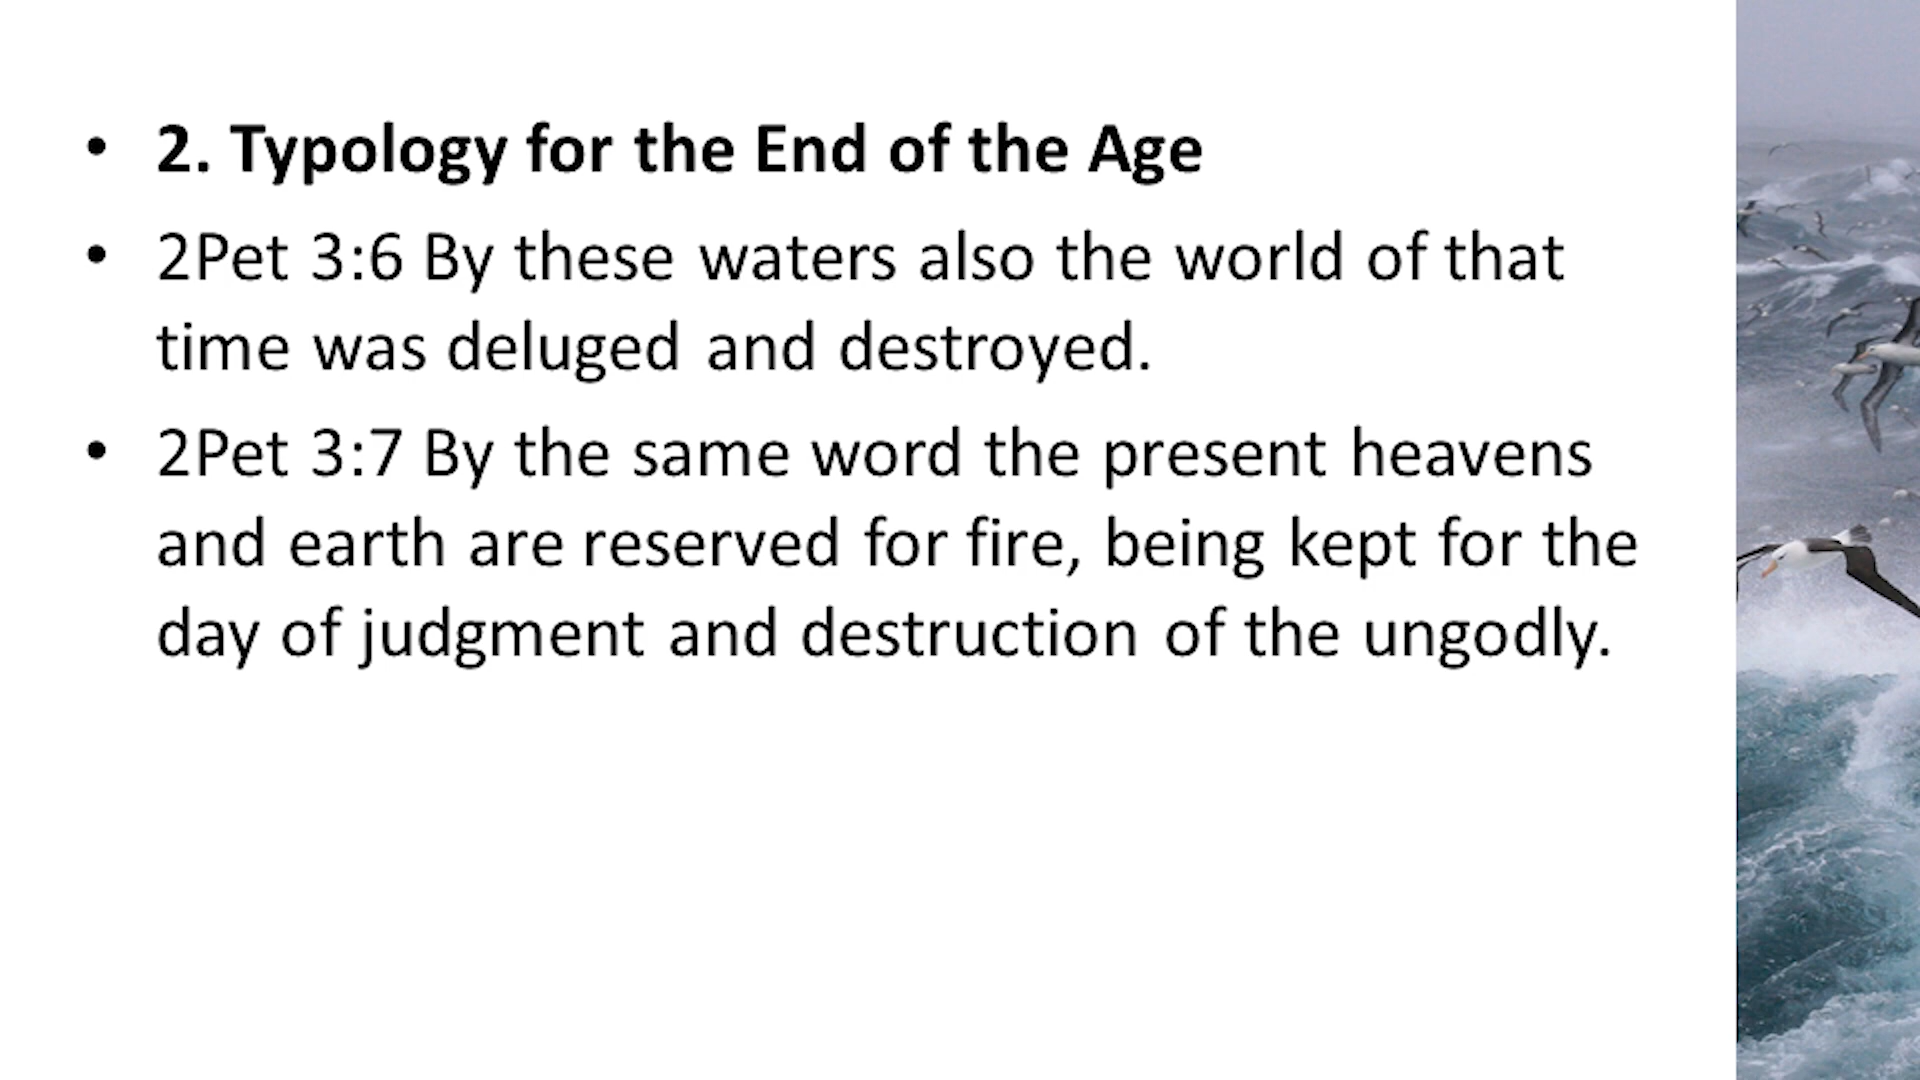 • 2. Typology for the End of the Age
• 2Pet 3:6 By these waters also the world of that
time was deluged and destroyed.
• 2Pet 3:7 By the same word the present heavens
and earth are reserved for fire, being kept for the
day of judgment and destruction of the ungodly.